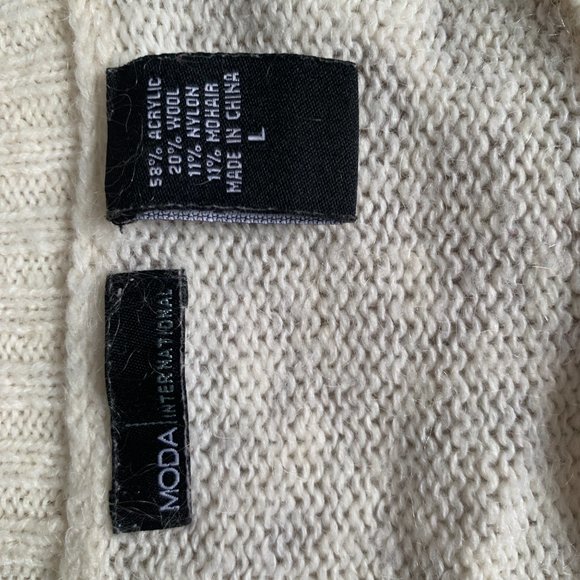 58% ACRYLIC
20% WOOL
11% NYLON
11% MOHAIR
MADE IN CHINA
L
MODA INTERNATIONAL